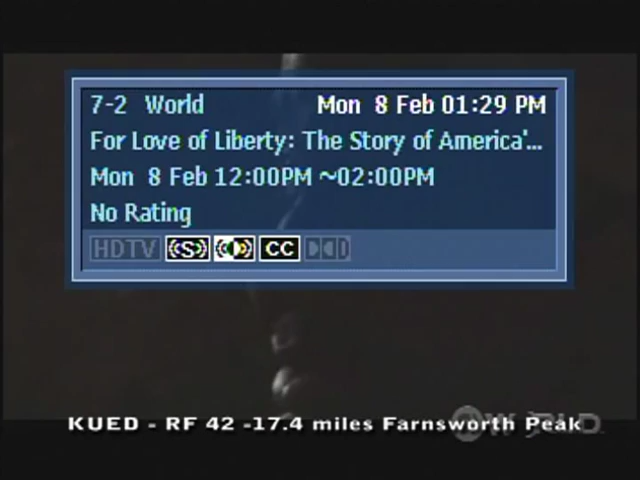 7-2 World Mon 8 Feb 01:29 PM
For Love of Liberty: The Story of America'...
Mon 8 Feb 12:00PM ~02:00PM
No Rating
HDTV ((S)) CC
KUED - RF 42 -17.4 miles Farnsworth Peak
WORLD